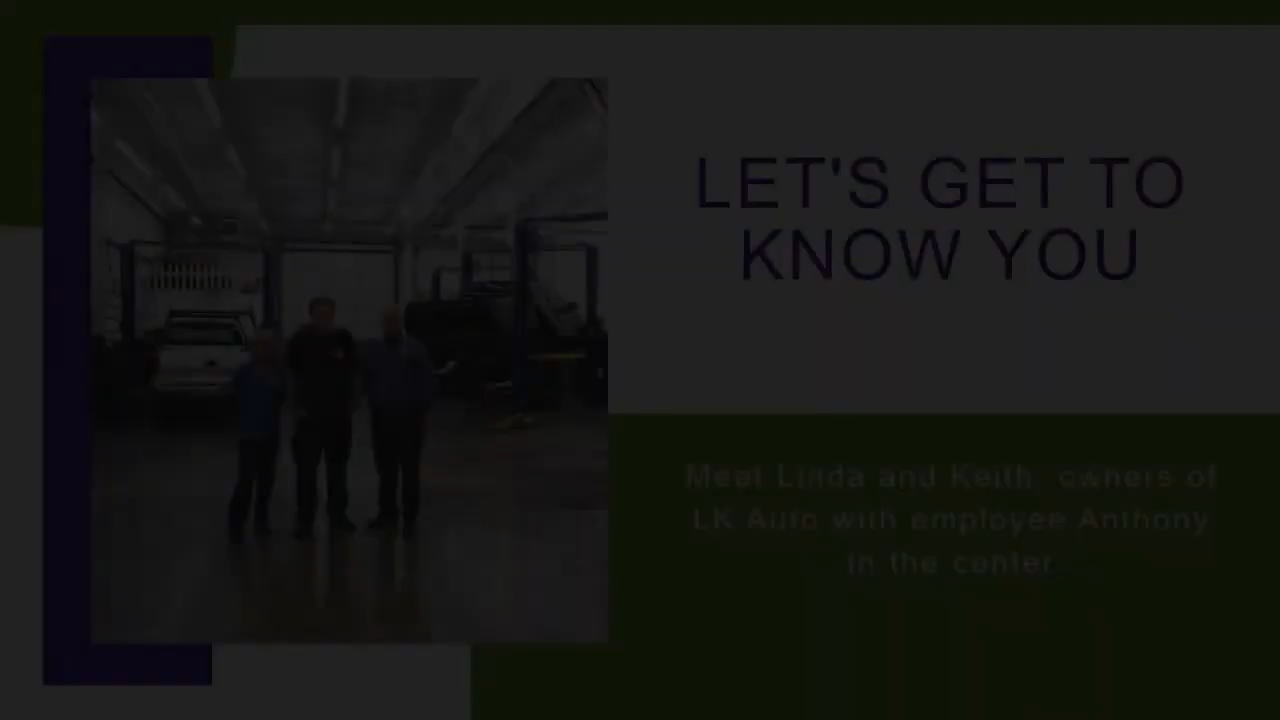 LET'S GET TO
KNOW YOU
Meet Linda and Keith, owners of
LK Auto with employee Anthony
in the center.